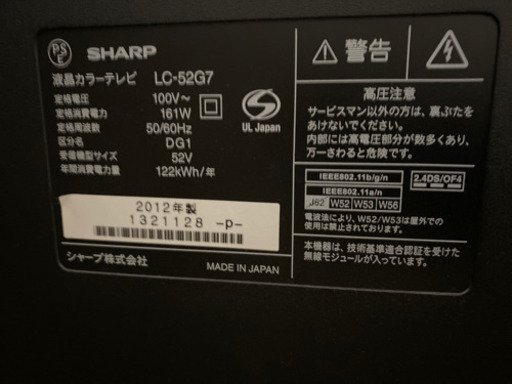 PS E
SHARP
液晶カラーテレビ LC-52G7
定格電圧 100V~
定格消費電力 161W
定格周波数 50/60Hz
区分名 DG1
受信機型サイズ 52V
年間消費電力量 122kWh/年
UL Japan
2012年製
1321128 -p-
シャープ株式会社
MADE IN JAPAN
警告
高圧注意
サービスマン以外の方は、裏ぶたを
あけないでください。
内部には高電圧部分が数多くあり、
万一さわると危険です。
IEEE802.11b/g/n
2.4DS/OF4
IEEE802.11a/n
J52 W52 W53 W56
電波法により、W52/W53は屋外での
使用は禁止されています。
本機器は、技術基準適合認証を受けた
無線モジュールが入っています。